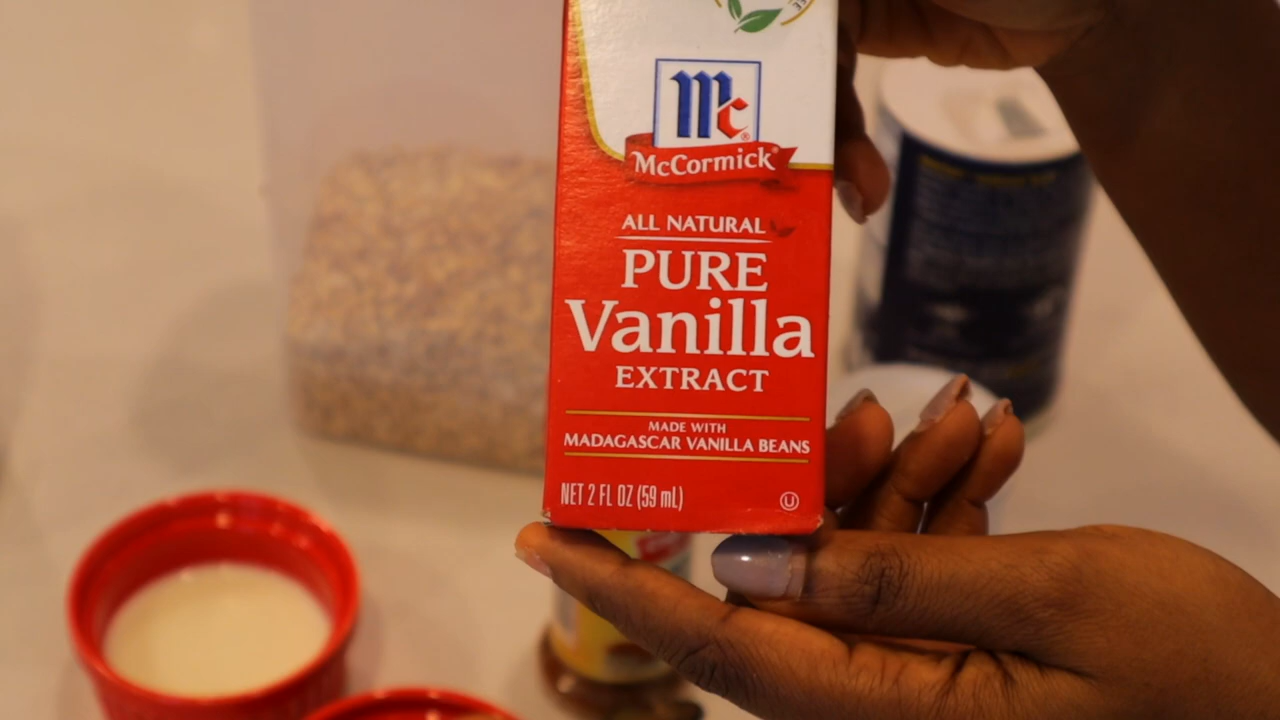 Mc
McCormick®
ALL NATURAL
PURE
Vanilla
EXTRACT
MADE WITH
MADAGASCAR VANILLA BEANS
NET 2 FL OZ (59 mL)
U